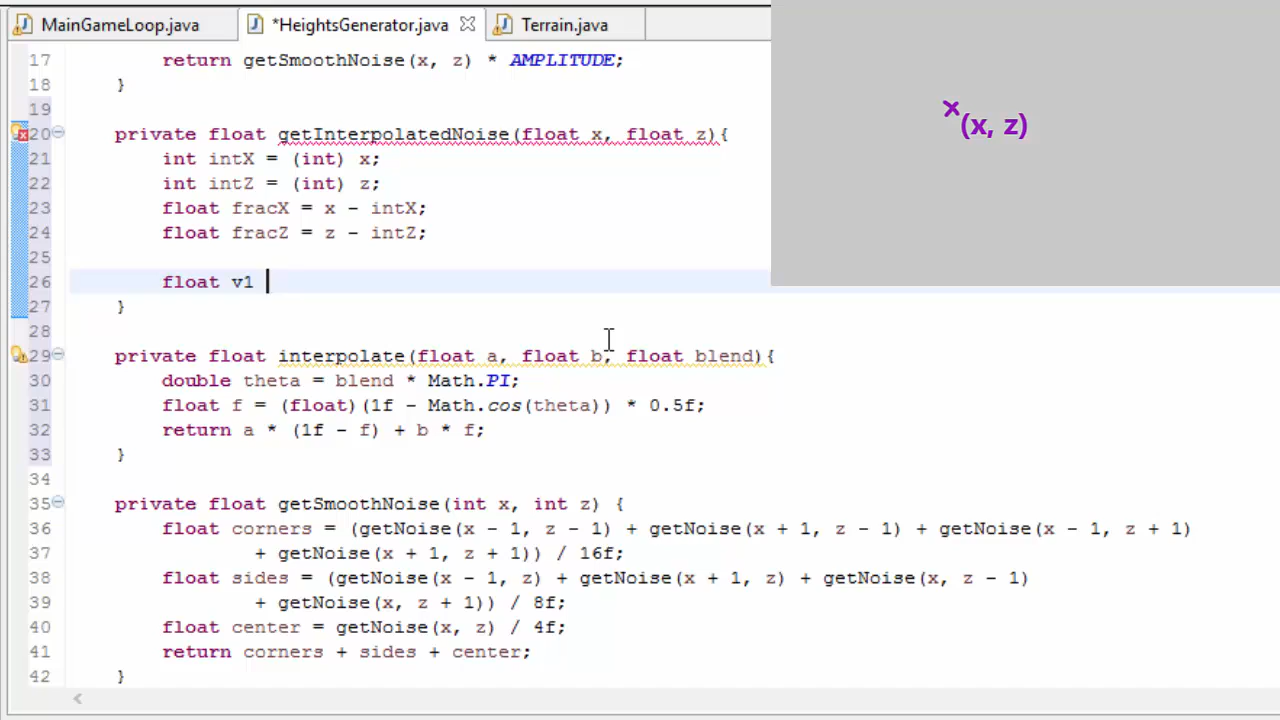 MainGameLoop.java *HeightsGenerator.java Terrain.java
17 return getSmoothNoise(x, z) * AMPLITUDE;
18 }
19
20 private float getInterpolatedNoise(float x, float z){
21 int intX = (int) x;
22 int intZ = (int) z;
23 float fracX = x - intX;
24 float fracZ = z - intZ;
25
26 float v1
27 }
28
29 private float interpolate(float a, float b, float blend){
30 double theta = blend * Math.PI;
31 float f = (float)(1f - Math.cos(theta)) * 0.5f;
32 return a * (1f - f) + b * f;
33 }
34
35 private float getSmoothNoise(int x, int z) {
36 float corners = (getNoise(x - 1, z - 1) + getNoise(x + 1, z - 1) + getNoise(x - 1, z + 1)
37 + getNoise(x + 1, z + 1)) / 16f;
38 float sides = (getNoise(x - 1, z) + getNoise(x + 1, z) + getNoise(x, z - 1)
39 + getNoise(x, z + 1)) / 8f;
40 float center = getNoise(x, z) / 4f;
41 return corners + sides + center;
42 }
x
(x, z)